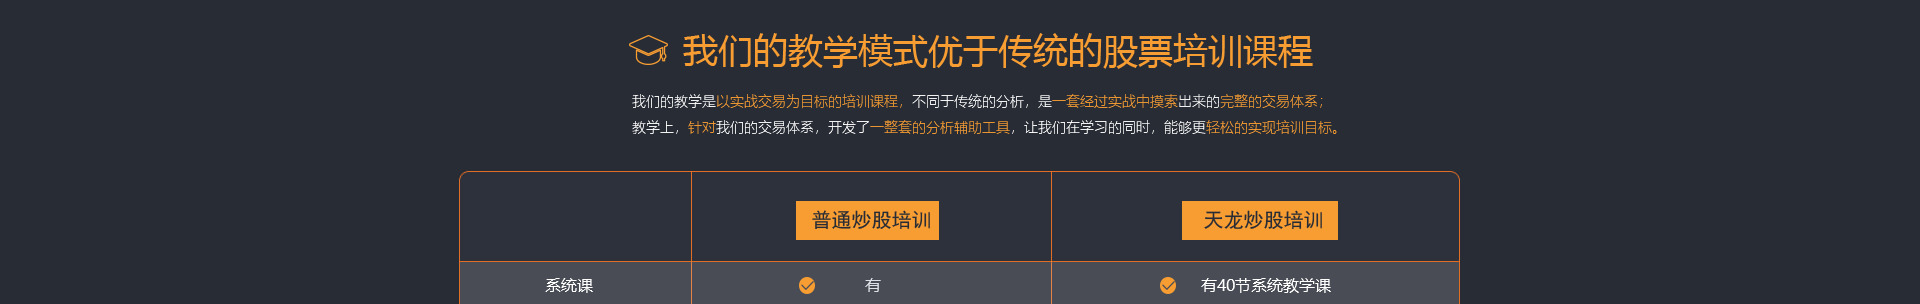 我们的教学模式优于传统的股票培训课程
我们的教学是以实战交易为目标的培训课程，不同于传统的分析，是一套经过实战中摸索出来的完整的交易体系；
教学上，针对我们的交易体系，开发了一整套的分析辅助工具，让我们在学习的同时，能够更轻松的实现培训目标。
普通炒股培训 天龙炒股培训
系统课 有 有40节系统教学课